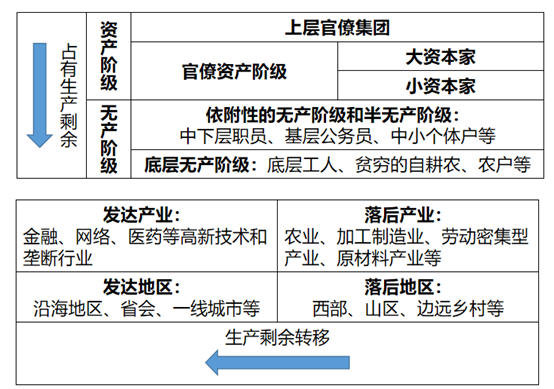 占有生产剩余
资产阶级
上层官僚集团
官僚资产阶级
大资本家
小资本家
无产阶级
依附性的无产阶级和半无产阶级：
中下层职员、基层公务员、中小个体户等
底层无产阶级：底层工人、贫穷的自耕农、农户等
发达产业：
金融、网络、医药等高新技术和
垄断行业
落后产业：
农业、加工制造业、劳动密集型
产业、原材料产业等
发达地区：
沿海地区、省会、一线城市等
落后地区：
西部、山区、边远乡村等
生产剩余转移